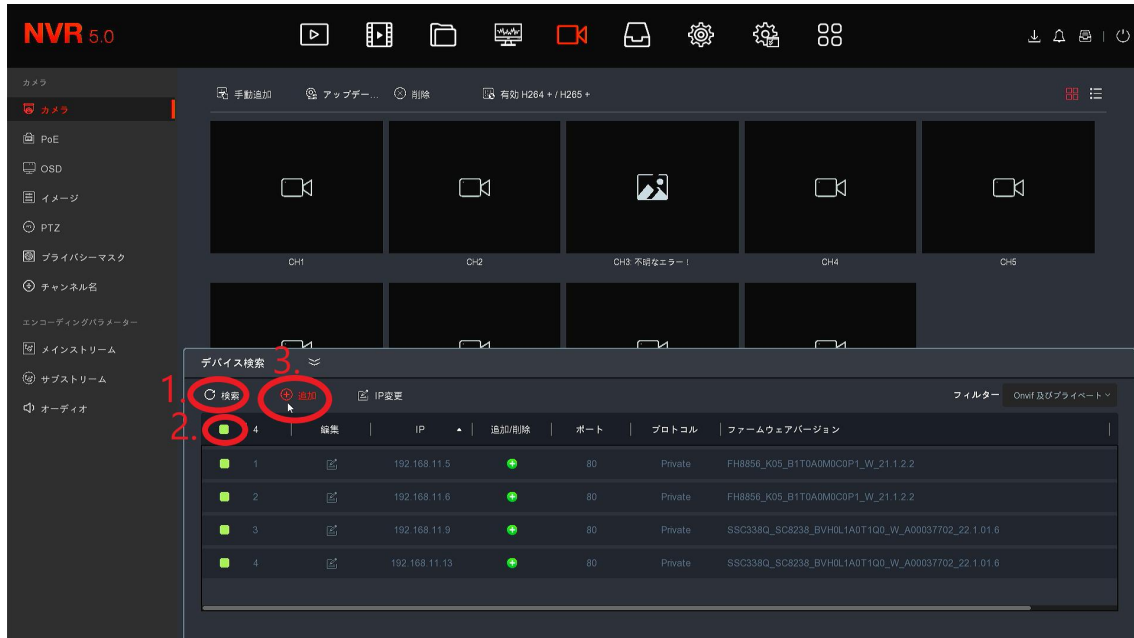 NVR 5.0
カメラ
カメラ
PoE
OSD
イメージ
PTZ
プライバシーマスク
チャンネル名
エンコーディングパラメーター
メインストリーム
サブストリーム
オーディオ
手動追加 アップデー... 削除 有効 H264 + / H265 +
CH1 CH2 CH3: 不明なエラー！ CH4 CH5
デバイス検索 3.
1. 検索 追加 IP変更 フィルター Onvif 及びプライベート
2. 4 編集 IP 追加/削除 ポート プロトコル ファームウェアバージョン
1 192.168.11.5 80 Private FH8856_K05_B1T0A0M0C0P1_W_21.1.2.2
2 192.168.11.6 80 Private FH8856_K05_B1T0A0M0C0P1_W_21.1.2.2
3 192.168.11.9 80 Private SSC338Q_SC8238_BVH0L1A0T1Q0_W_A00037702_22.1.01.6
4 192.168.11.13 80 Private SSC338Q_SC8238_BVH0L1A0T1Q0_W_A00037702_22.1.01.6